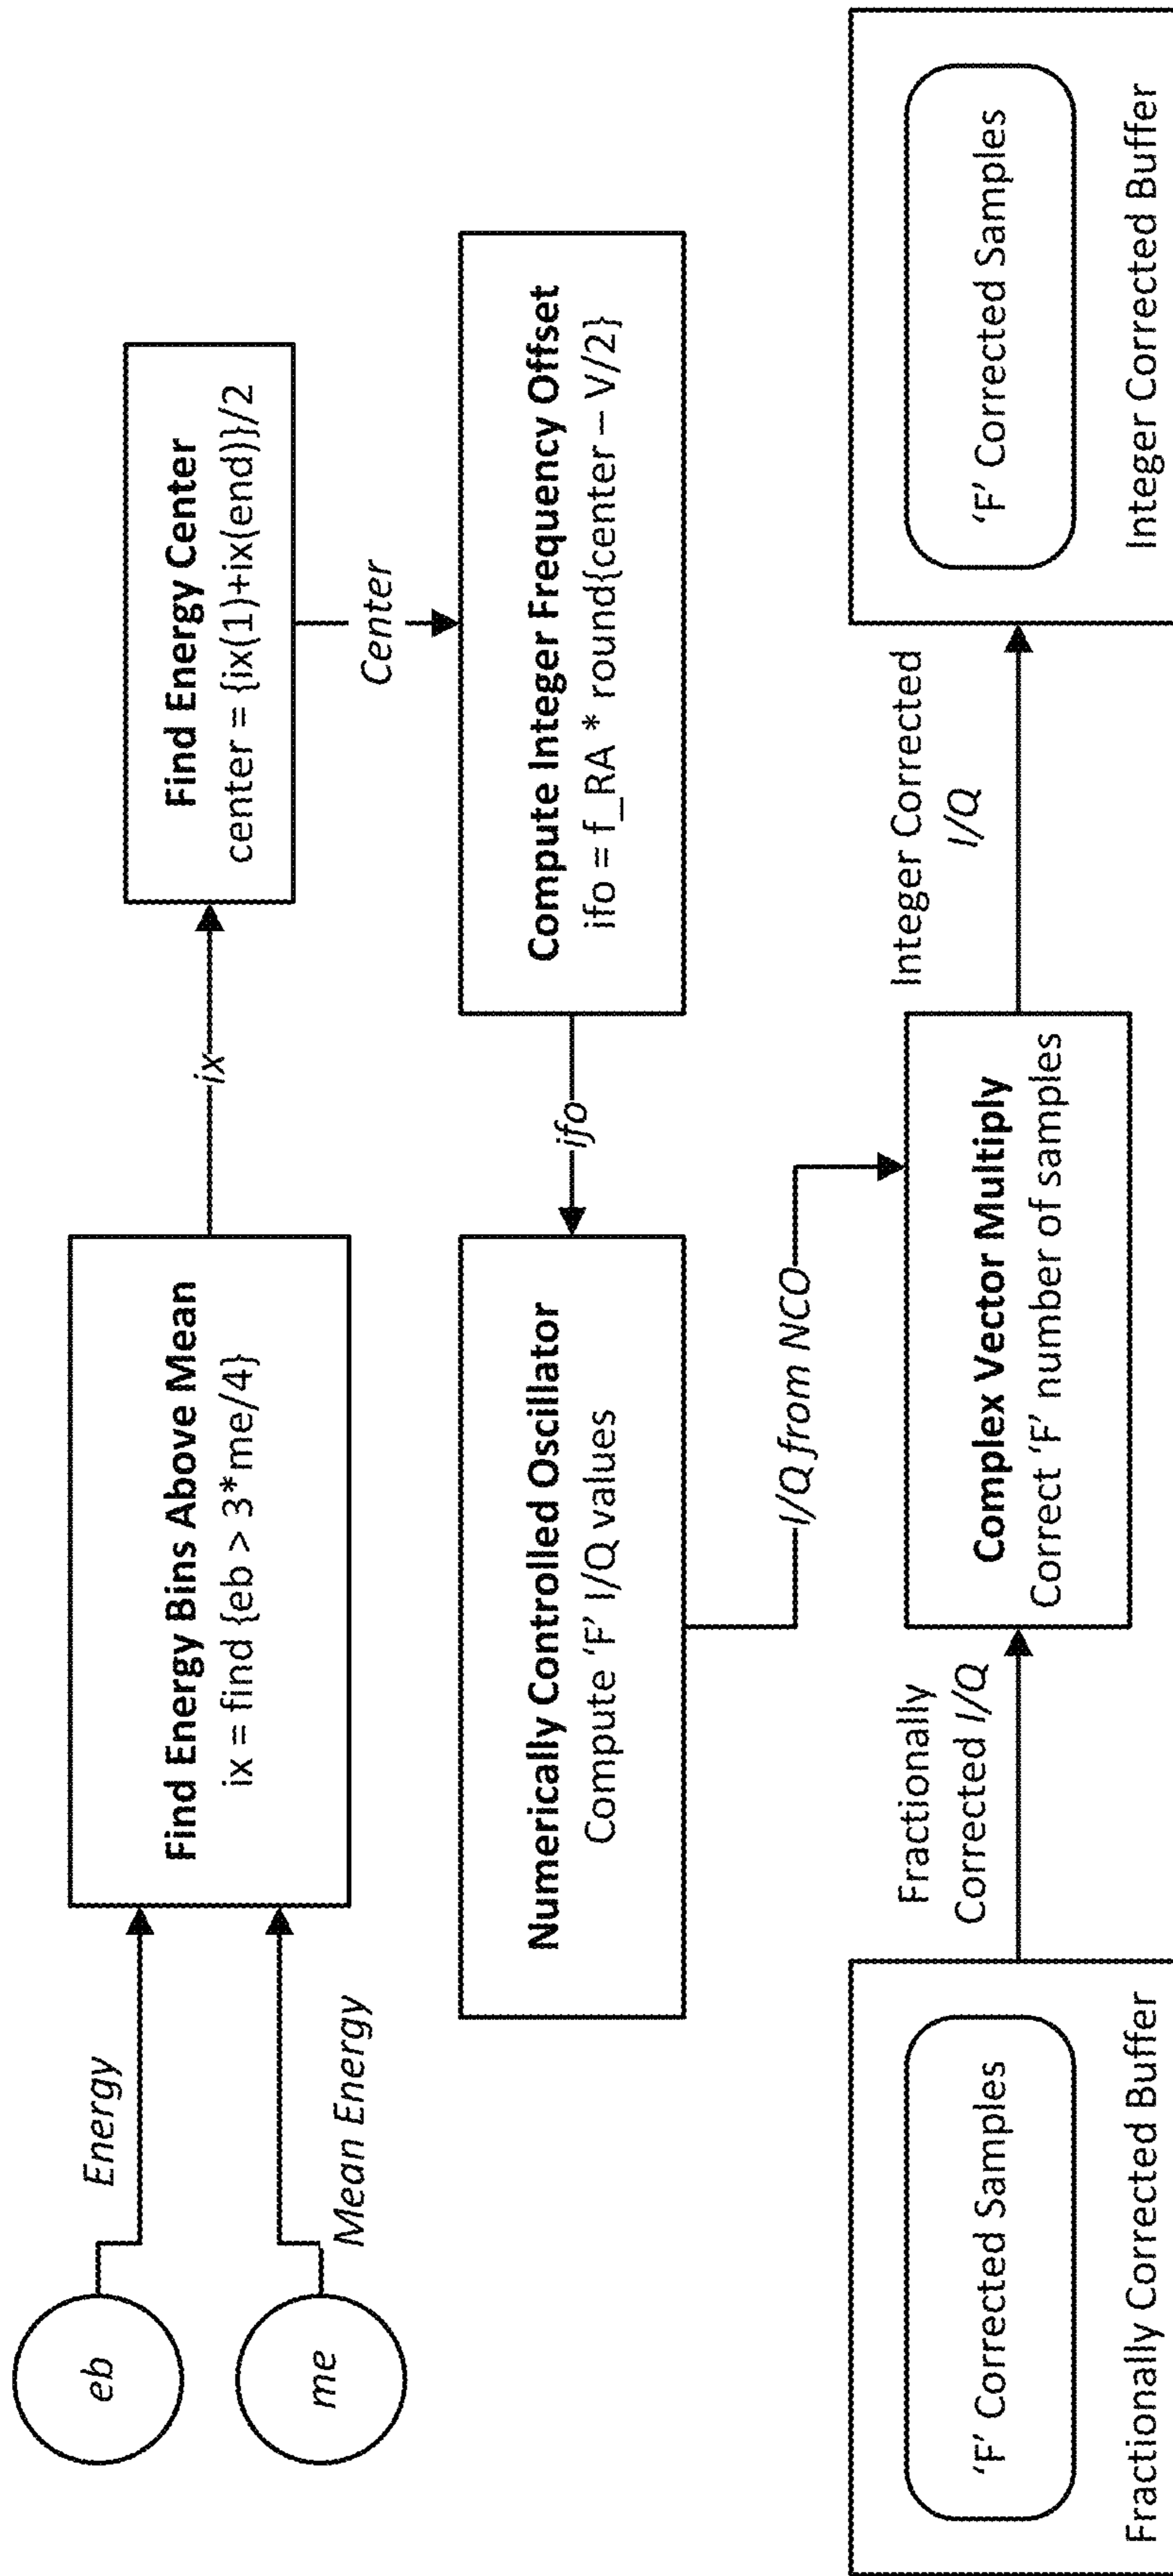 eb
Energy
me
Mean Energy
Find Energy Bins Above Mean
ix = find {eb > 3*me/4}
ix
Find Energy Center
center = {ix(1)+ix(end)}/2
Center
Compute Integer Frequency Offset
ifo = f_RA * round{center – V/2}
ifo
Numerically Controlled Oscillator
Compute ‘F’ I/Q values
I/Q from NCO
‘F’ Corrected Samples
Fractionally Corrected Buffer
Fractionally
Corrected I/Q
Complex Vector Multiply
Correct ‘F’ number of samples
Integer Corrected
I/Q
‘F’ Corrected Samples
Integer Corrected Buffer